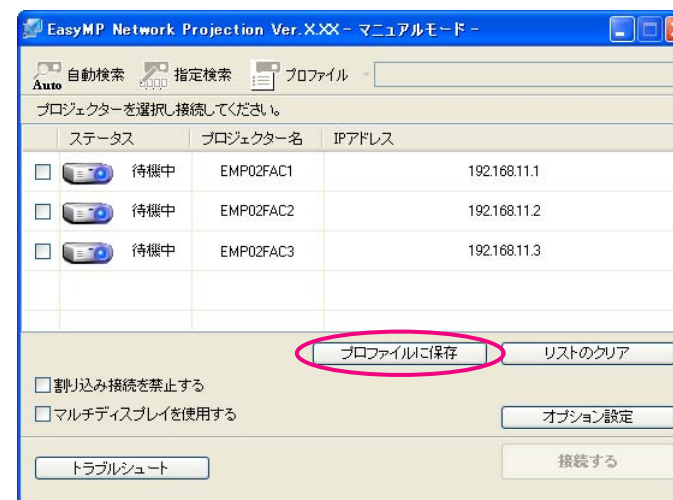 EasyMP Network Projection Ver.X.XX - マニュアルモード -
Auto 自動検索 指定検索 プロファイル
プロジェクターを選択し接続してください。
ステータス プロジェクター名 IPアドレス
待機中 EMP02FAC1 192.168.11.1
待機中 EMP02FAC2 192.168.11.2
待機中 EMP02FAC3 192.168.11.3
プロファイルに保存 リストのクリア
割り込み接続を禁止する
マルチディスプレイを使用する オプション設定
トラブルシュート 接続する